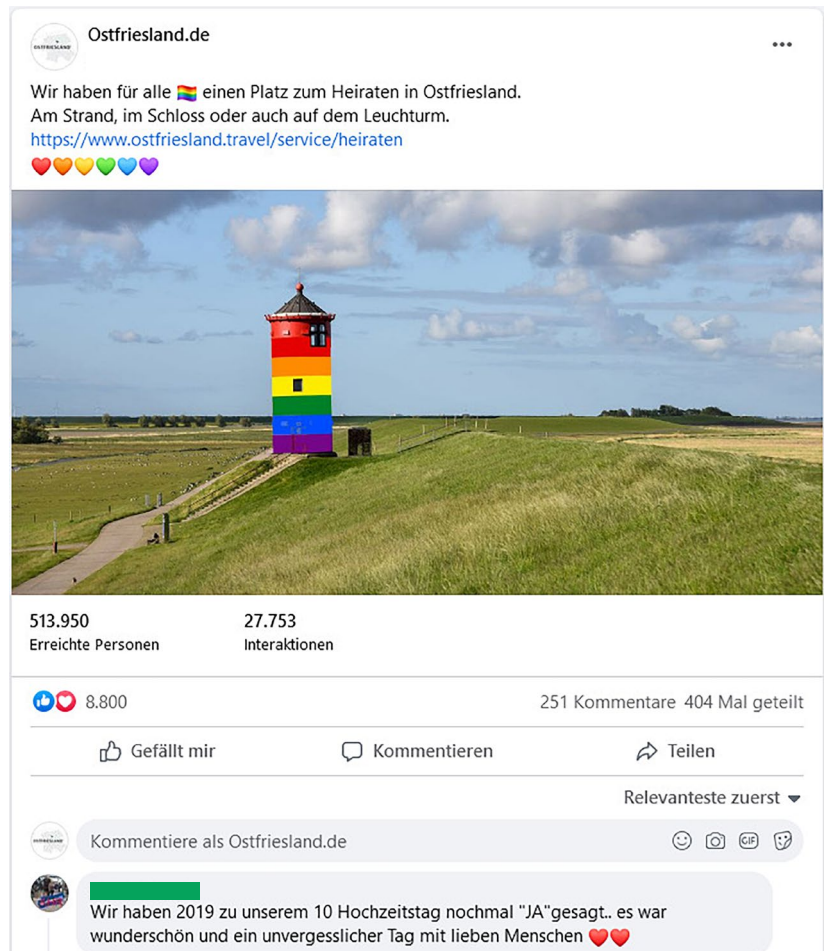 Ostfriesland.de
OSTFRIESLAND
Wir haben für alle 🏳️‍🌈 einen Platz zum Heiraten in Ostfriesland.
Am Strand, im Schloss oder auch auf dem Leuchturm.
https://www.ostfriesland.travel/service/heiraten
❤️🧡💛💚💙💜
513.950
Erreichte Personen
27.753
Interaktionen
8.800
251 Kommentare 404 Mal geteilt
Gefällt mir
Kommentieren
Teilen
Relevanteste zuerst
OSTFRIESLAND
Kommentiere als Ostfriesland.de
GIF
Wir haben 2019 zu unserem 10 Hochzeitstag nochmal "JA"gesagt.. es war
wunderschön und ein unvergesslicher Tag mit lieben Menschen ❤️❤️